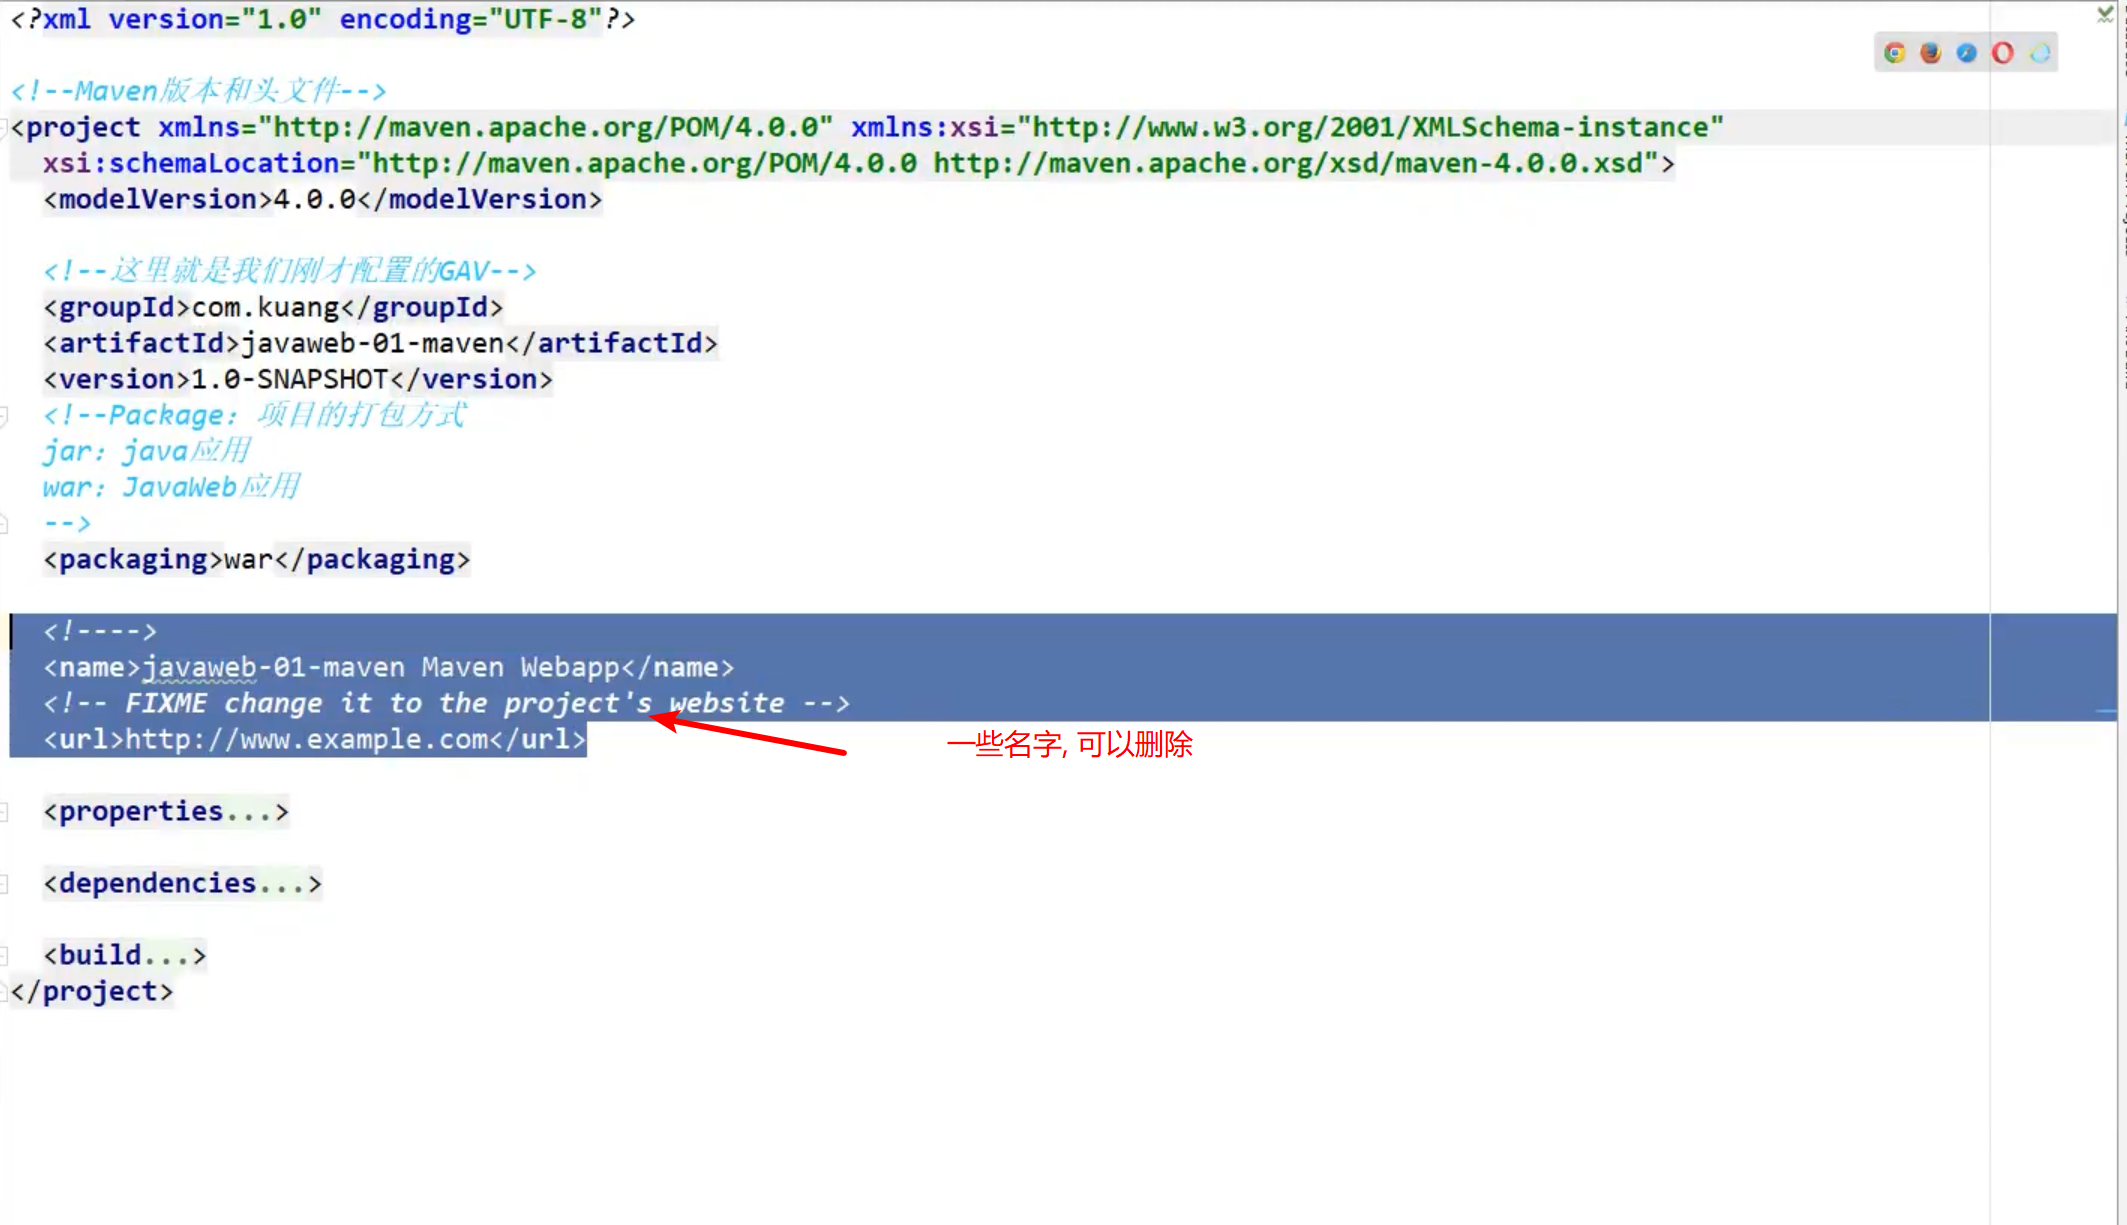 <?xml version="1.0" encoding="UTF-8"?>
<!--Maven版本和头文件-->
<project xmlns="http://maven.apache.org/POM/4.0.0" xmlns:xsi="http://www.w3.org/2001/XMLSchema-instance"
xsi:schemaLocation="http://maven.apache.org/POM/4.0.0 http://maven.apache.org/xsd/maven-4.0.0.xsd">
<modelVersion>4.0.0</modelVersion>
<!--这里就是我们刚才配置的GAV-->
<groupId>com.kuang</groupId>
<artifactId>javaweb-01-maven</artifactId>
<version>1.0-SNAPSHOT</version>
<!--Package: 项目的打包方式
jar: java应用
war: JavaWeb应用
-->
<packaging>war</packaging>
<!---->
<name>javaweb-01-maven Maven Webapp</name>
<!-- FIXME change it to the project's website -->
<url>http://www.example.com</url>
一些名字, 可以删除
<properties...>
<dependencies...>
<build...>
</project>